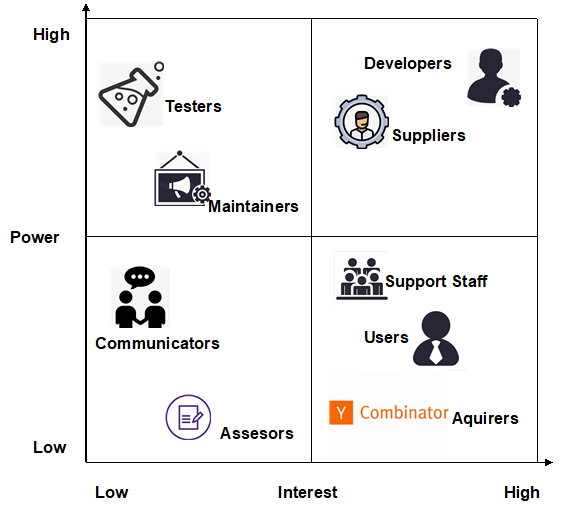 High
Developers
Testers
Suppliers
Maintainers
Power
Support Staff
Users
Communicators
Y Combinator
Aquirers
Assesors
Low
Low
Interest
High